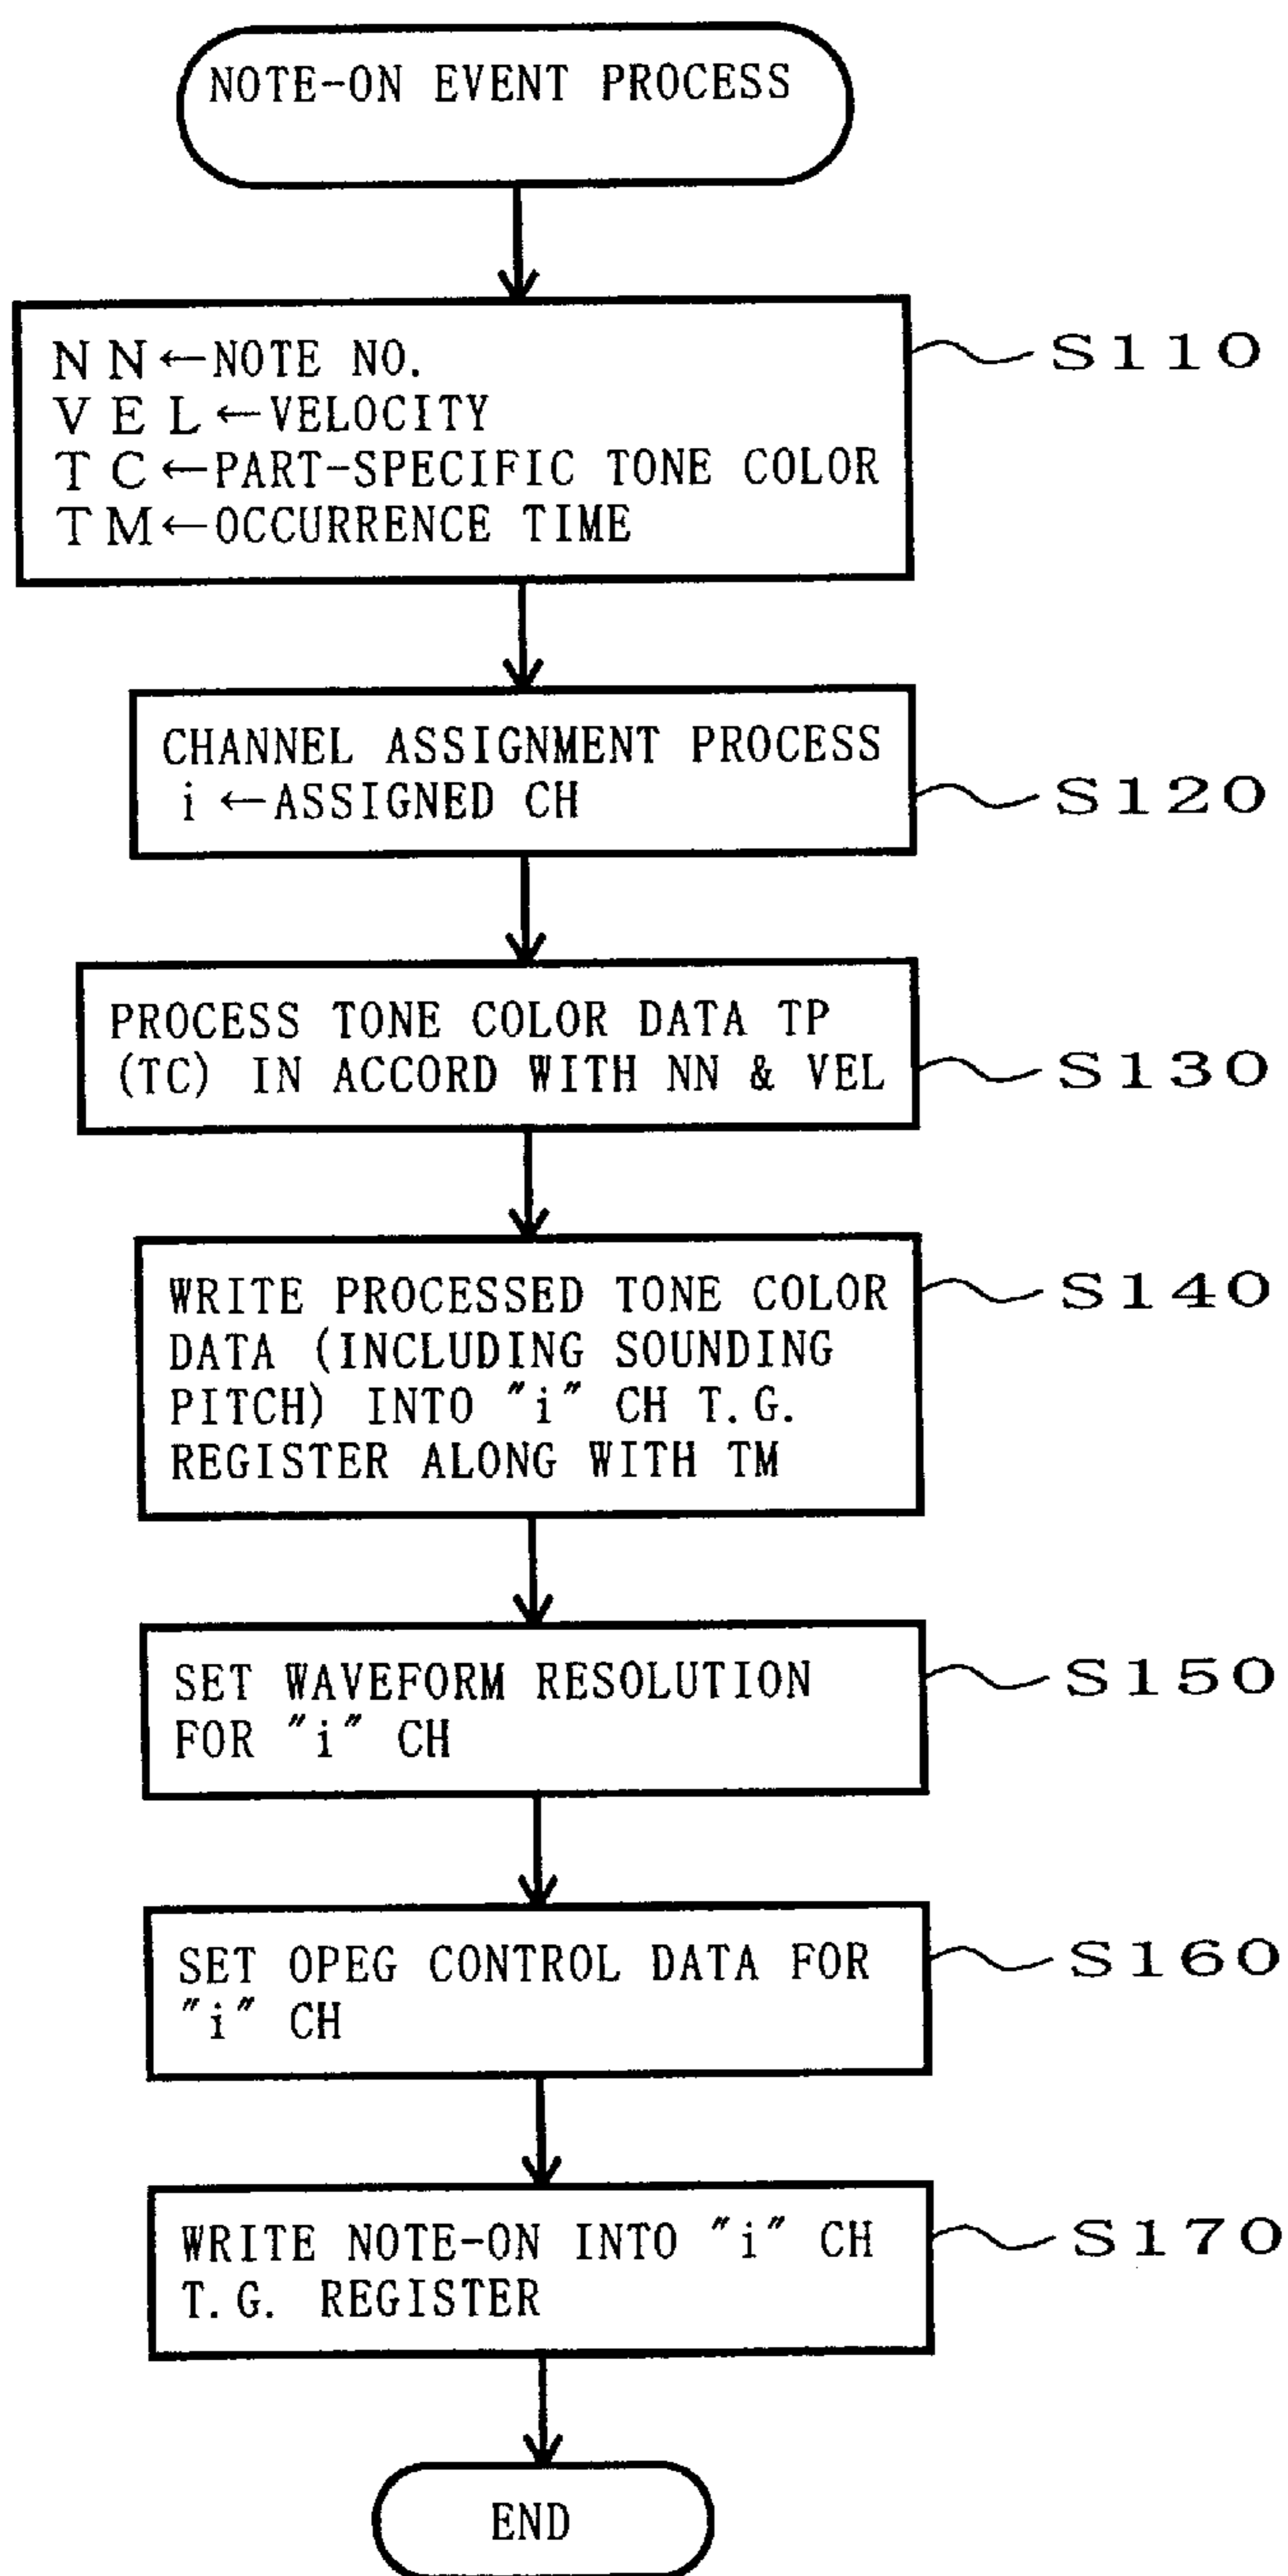 NOTE-ON EVENT PROCESS
NN←NOTE NO.
VEL←VELOCITY
TC←PART-SPECIFIC TONE COLOR
TM←OCCURRENCE TIME
S110
CHANNEL ASSIGNMENT PROCESS
i←ASSIGNED CH
S120
PROCESS TONE COLOR DATA TP
(TC) IN ACCORD WITH NN & VEL
S130
WRITE PROCESSED TONE COLOR
DATA (INCLUDING SOUNDING
PITCH) INTO "i" CH T.G.
REGISTER ALONG WITH TM
S140
SET WAVEFORM RESOLUTION
FOR "i" CH
S150
SET OPEG CONTROL DATA FOR
"i" CH
S160
WRITE NOTE-ON INTO "i" CH
T.G. REGISTER
S170
END